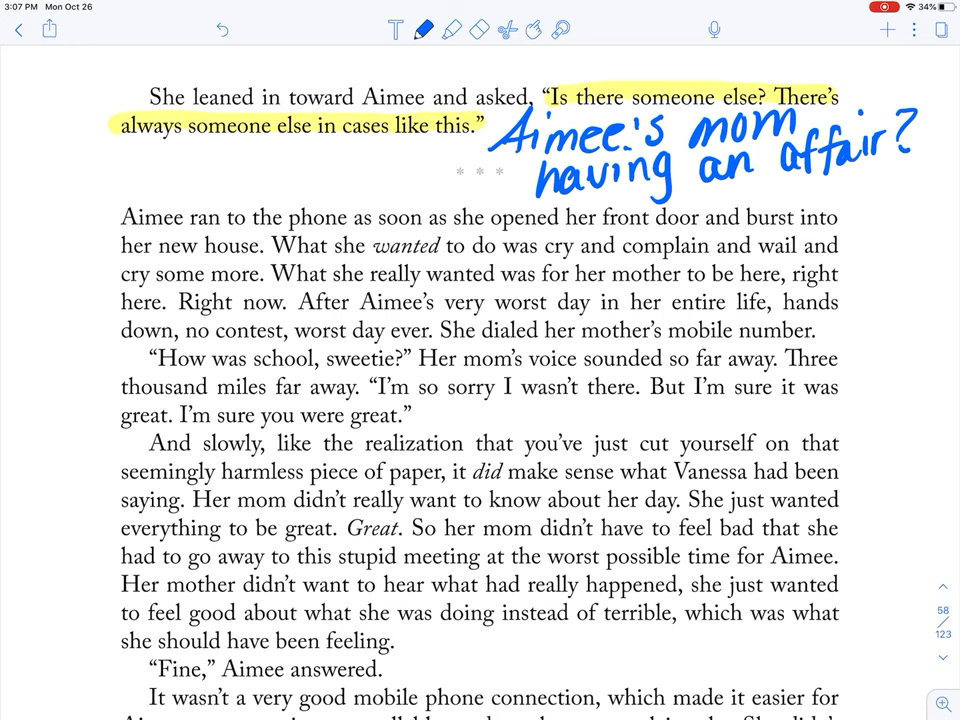 3:07 PM Mon Oct 26
34%
She leaned in toward Aimee and asked, “Is there someone else? There’s
always someone else in cases like this.”
Aimee's mom
having an affair?
* * *
Aimee ran to the phone as soon as she opened her front door and burst into
her new house. What she wanted to do was cry and complain and wail and
cry some more. What she really wanted was for her mother to be here, right
here. Right now. After Aimee’s very worst day in her entire life, hands
down, no contest, worst day ever. She dialed her mother’s mobile number.
“How was school, sweetie?” Her mom’s voice sounded so far away. Three
thousand miles far away. “I’m so sorry I wasn’t there. But I’m sure it was
great. I’m sure you were great.”
And slowly, like the realization that you’ve just cut yourself on that
seemingly harmless piece of paper, it did make sense what Vanessa had been
saying. Her mom didn’t really want to know about her day. She just wanted
everything to be great. Great. So her mom didn’t have to feel bad that she
had to go away to this stupid meeting at the worst possible time for Aimee.
Her mother didn’t want to hear what had really happened, she just wanted
to feel good about what she was doing instead of terrible, which was what
she should have been feeling.
“Fine,” Aimee answered.
It wasn’t a very good mobile phone connection, which made it easier for
58
123